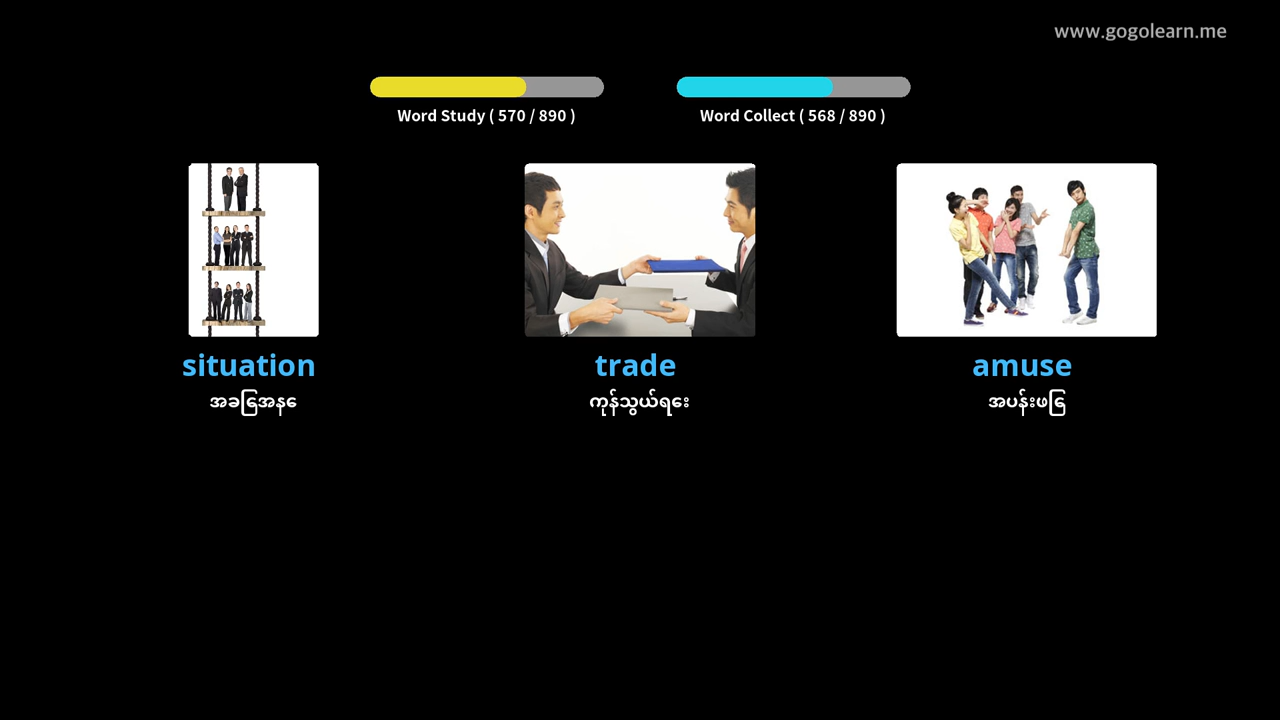 www.gogolearn.me
Word Study ( 570 / 890 )
Word Collect ( 568 / 890 )
situation
trade
amuse
အခြေအနေ
ကုန်သွယ်ရေး
အပန်းဖြေ